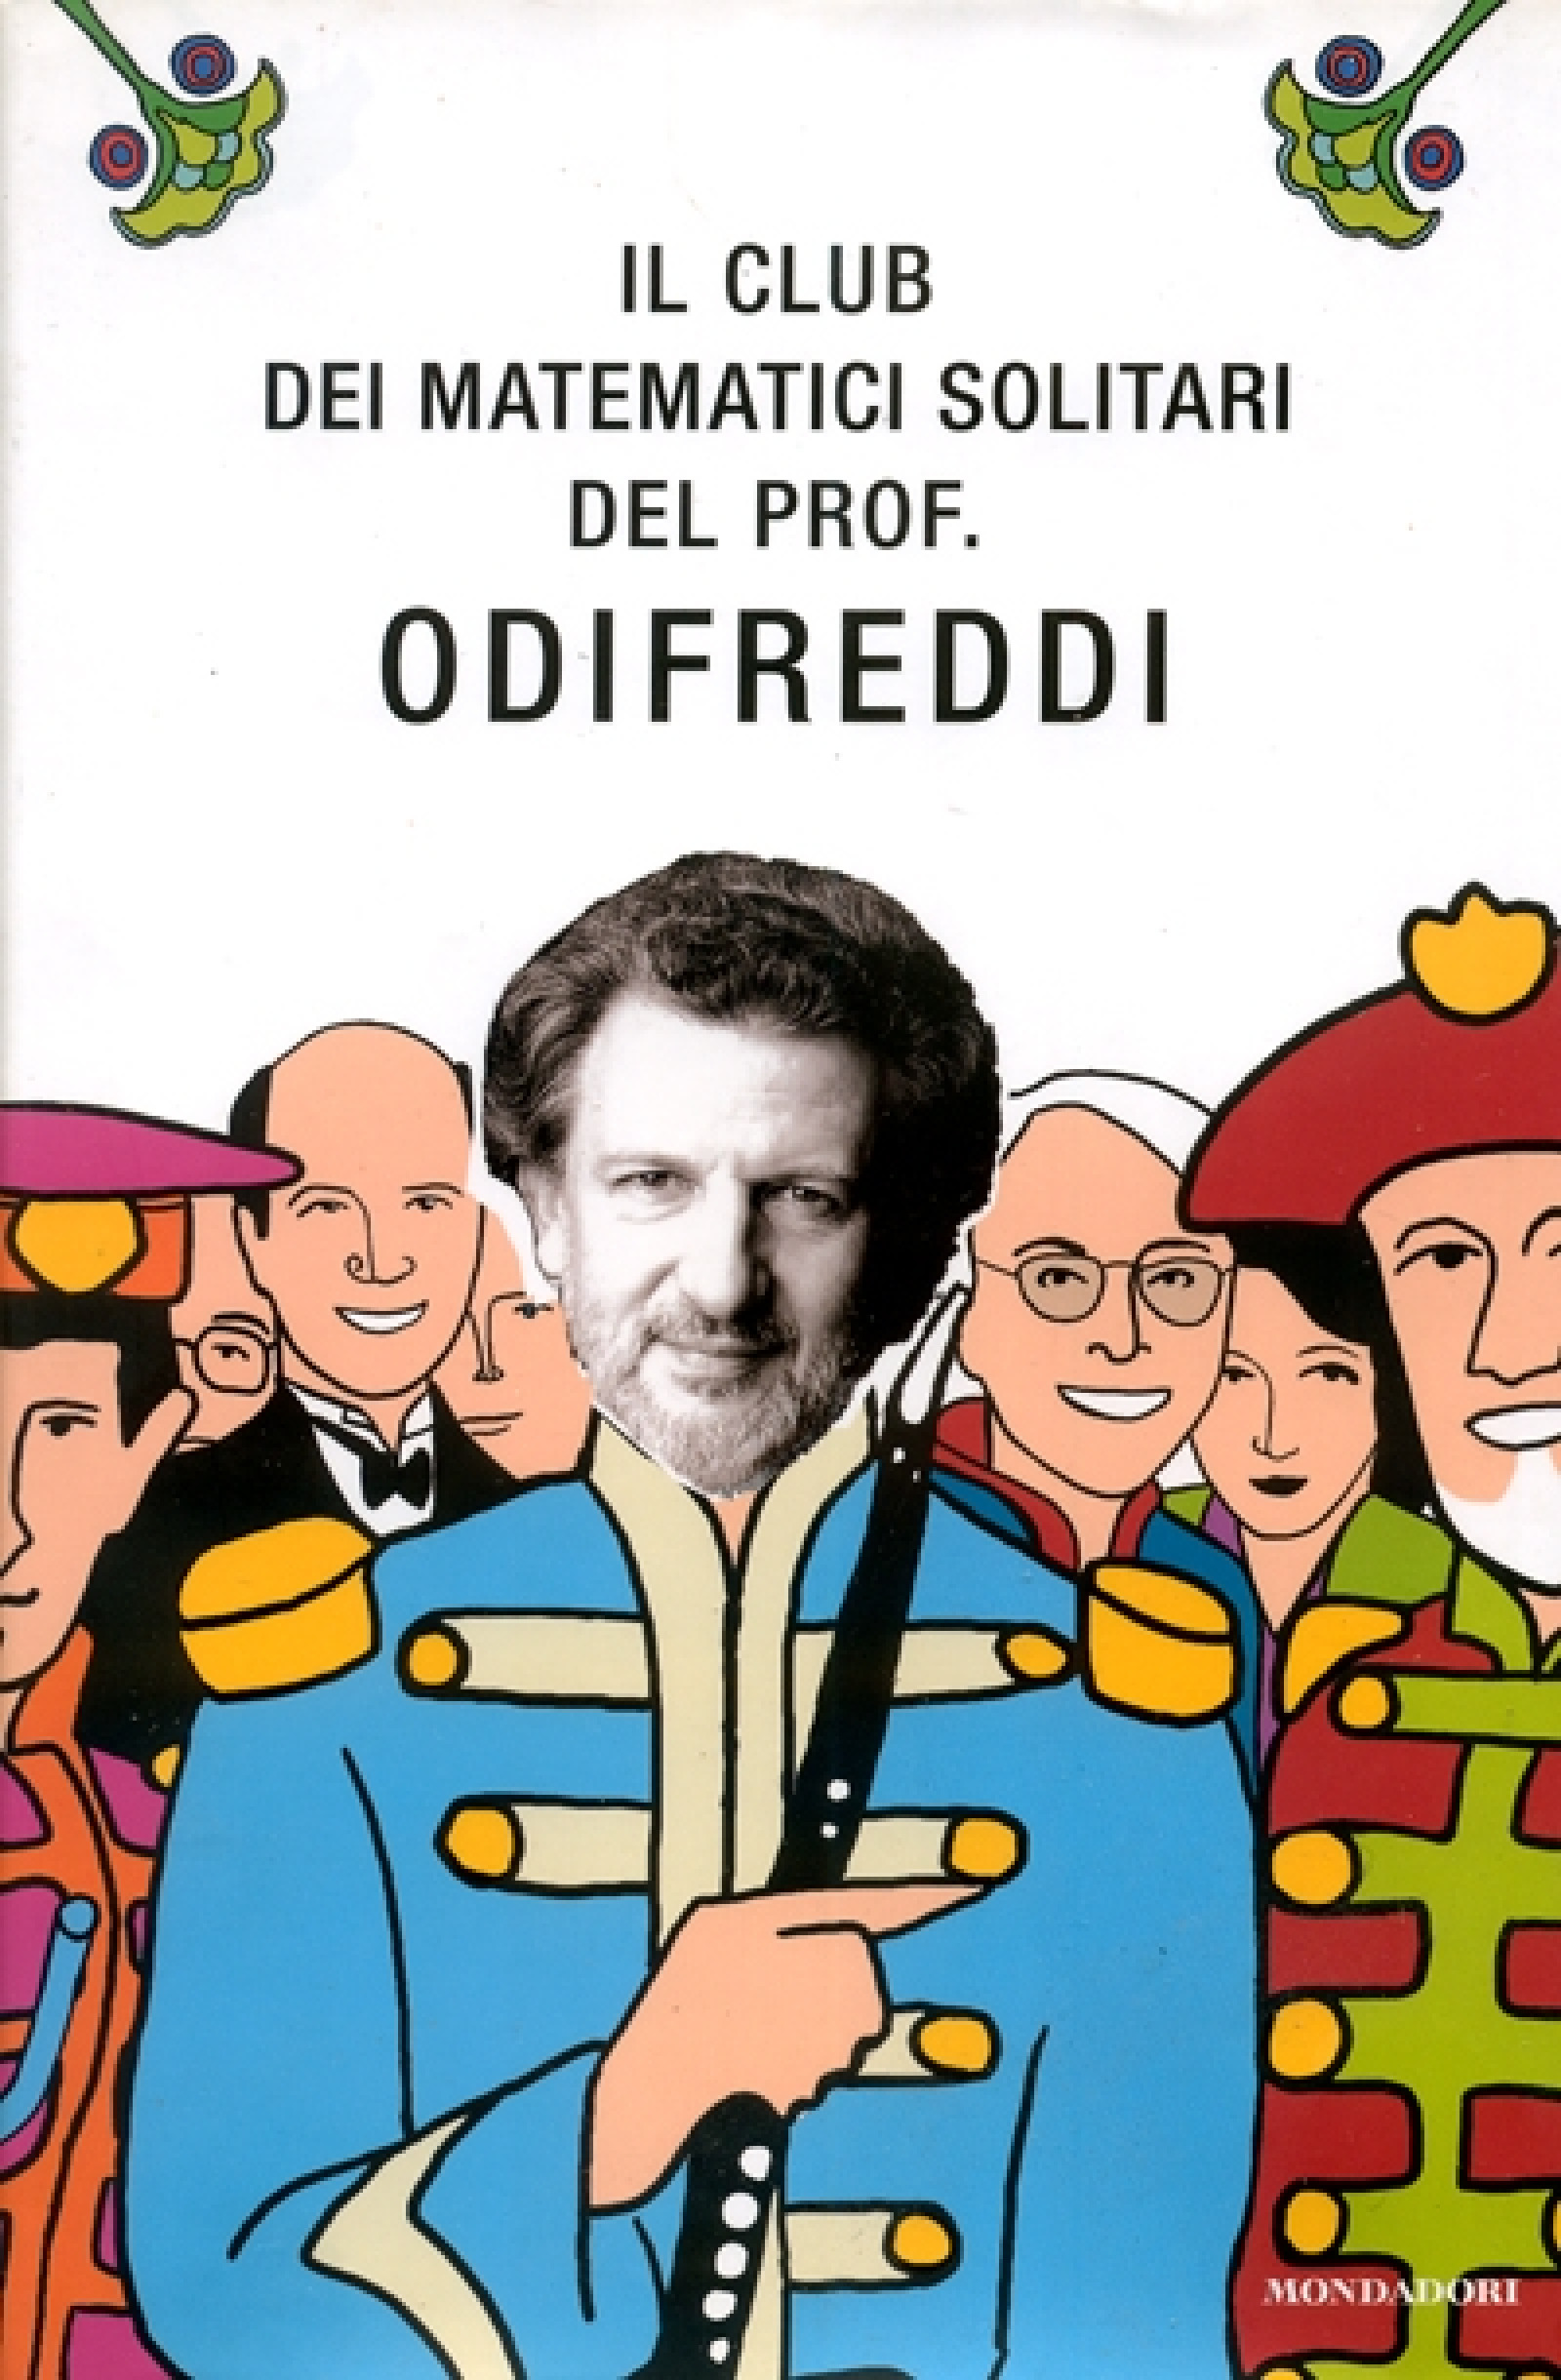 IL CLUB
DEI MATEMATICI SOLITARI
DEL PROF.
ODIFREDDI
MONDADORI